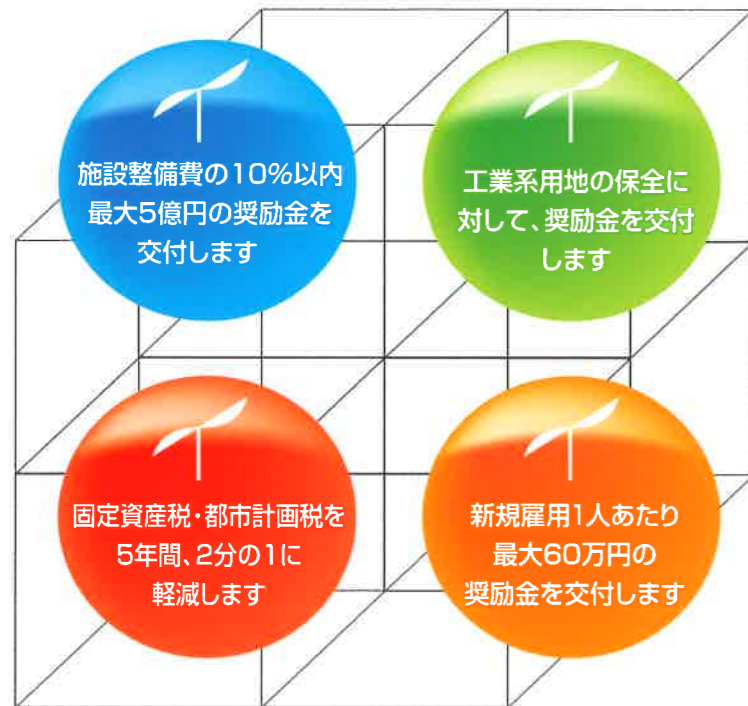 施設整備費の10%以内
最大5億円の奨励金を
交付します
工業系用地の保全に
対して、奨励金を交付
します
固定資産税・都市計画税を
5年間、2分の1に
軽減します
新規雇用1人あたり
最大60万円の
奨励金を交付します